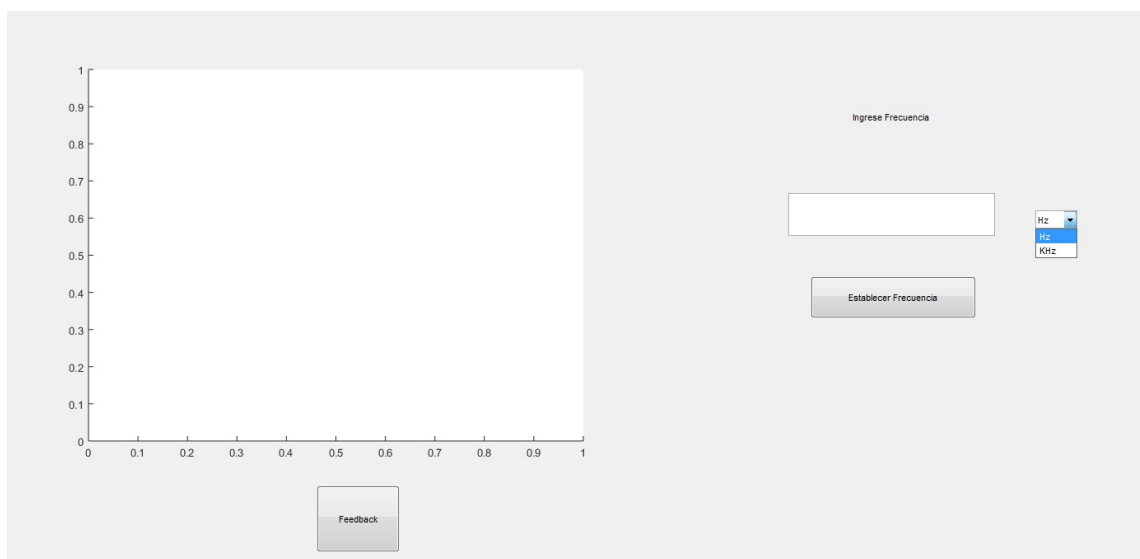 1
0.9
0.8
0.7
0.6
0.5
0.4
0.3
0.2
0.1
0
0 0.1 0.2 0.3 0.4 0.5 0.6 0.7 0.8 0.9 1
Feedback
Ingrese Frecuencia
Hz
Hz
KHz
Establecer Frecuencia